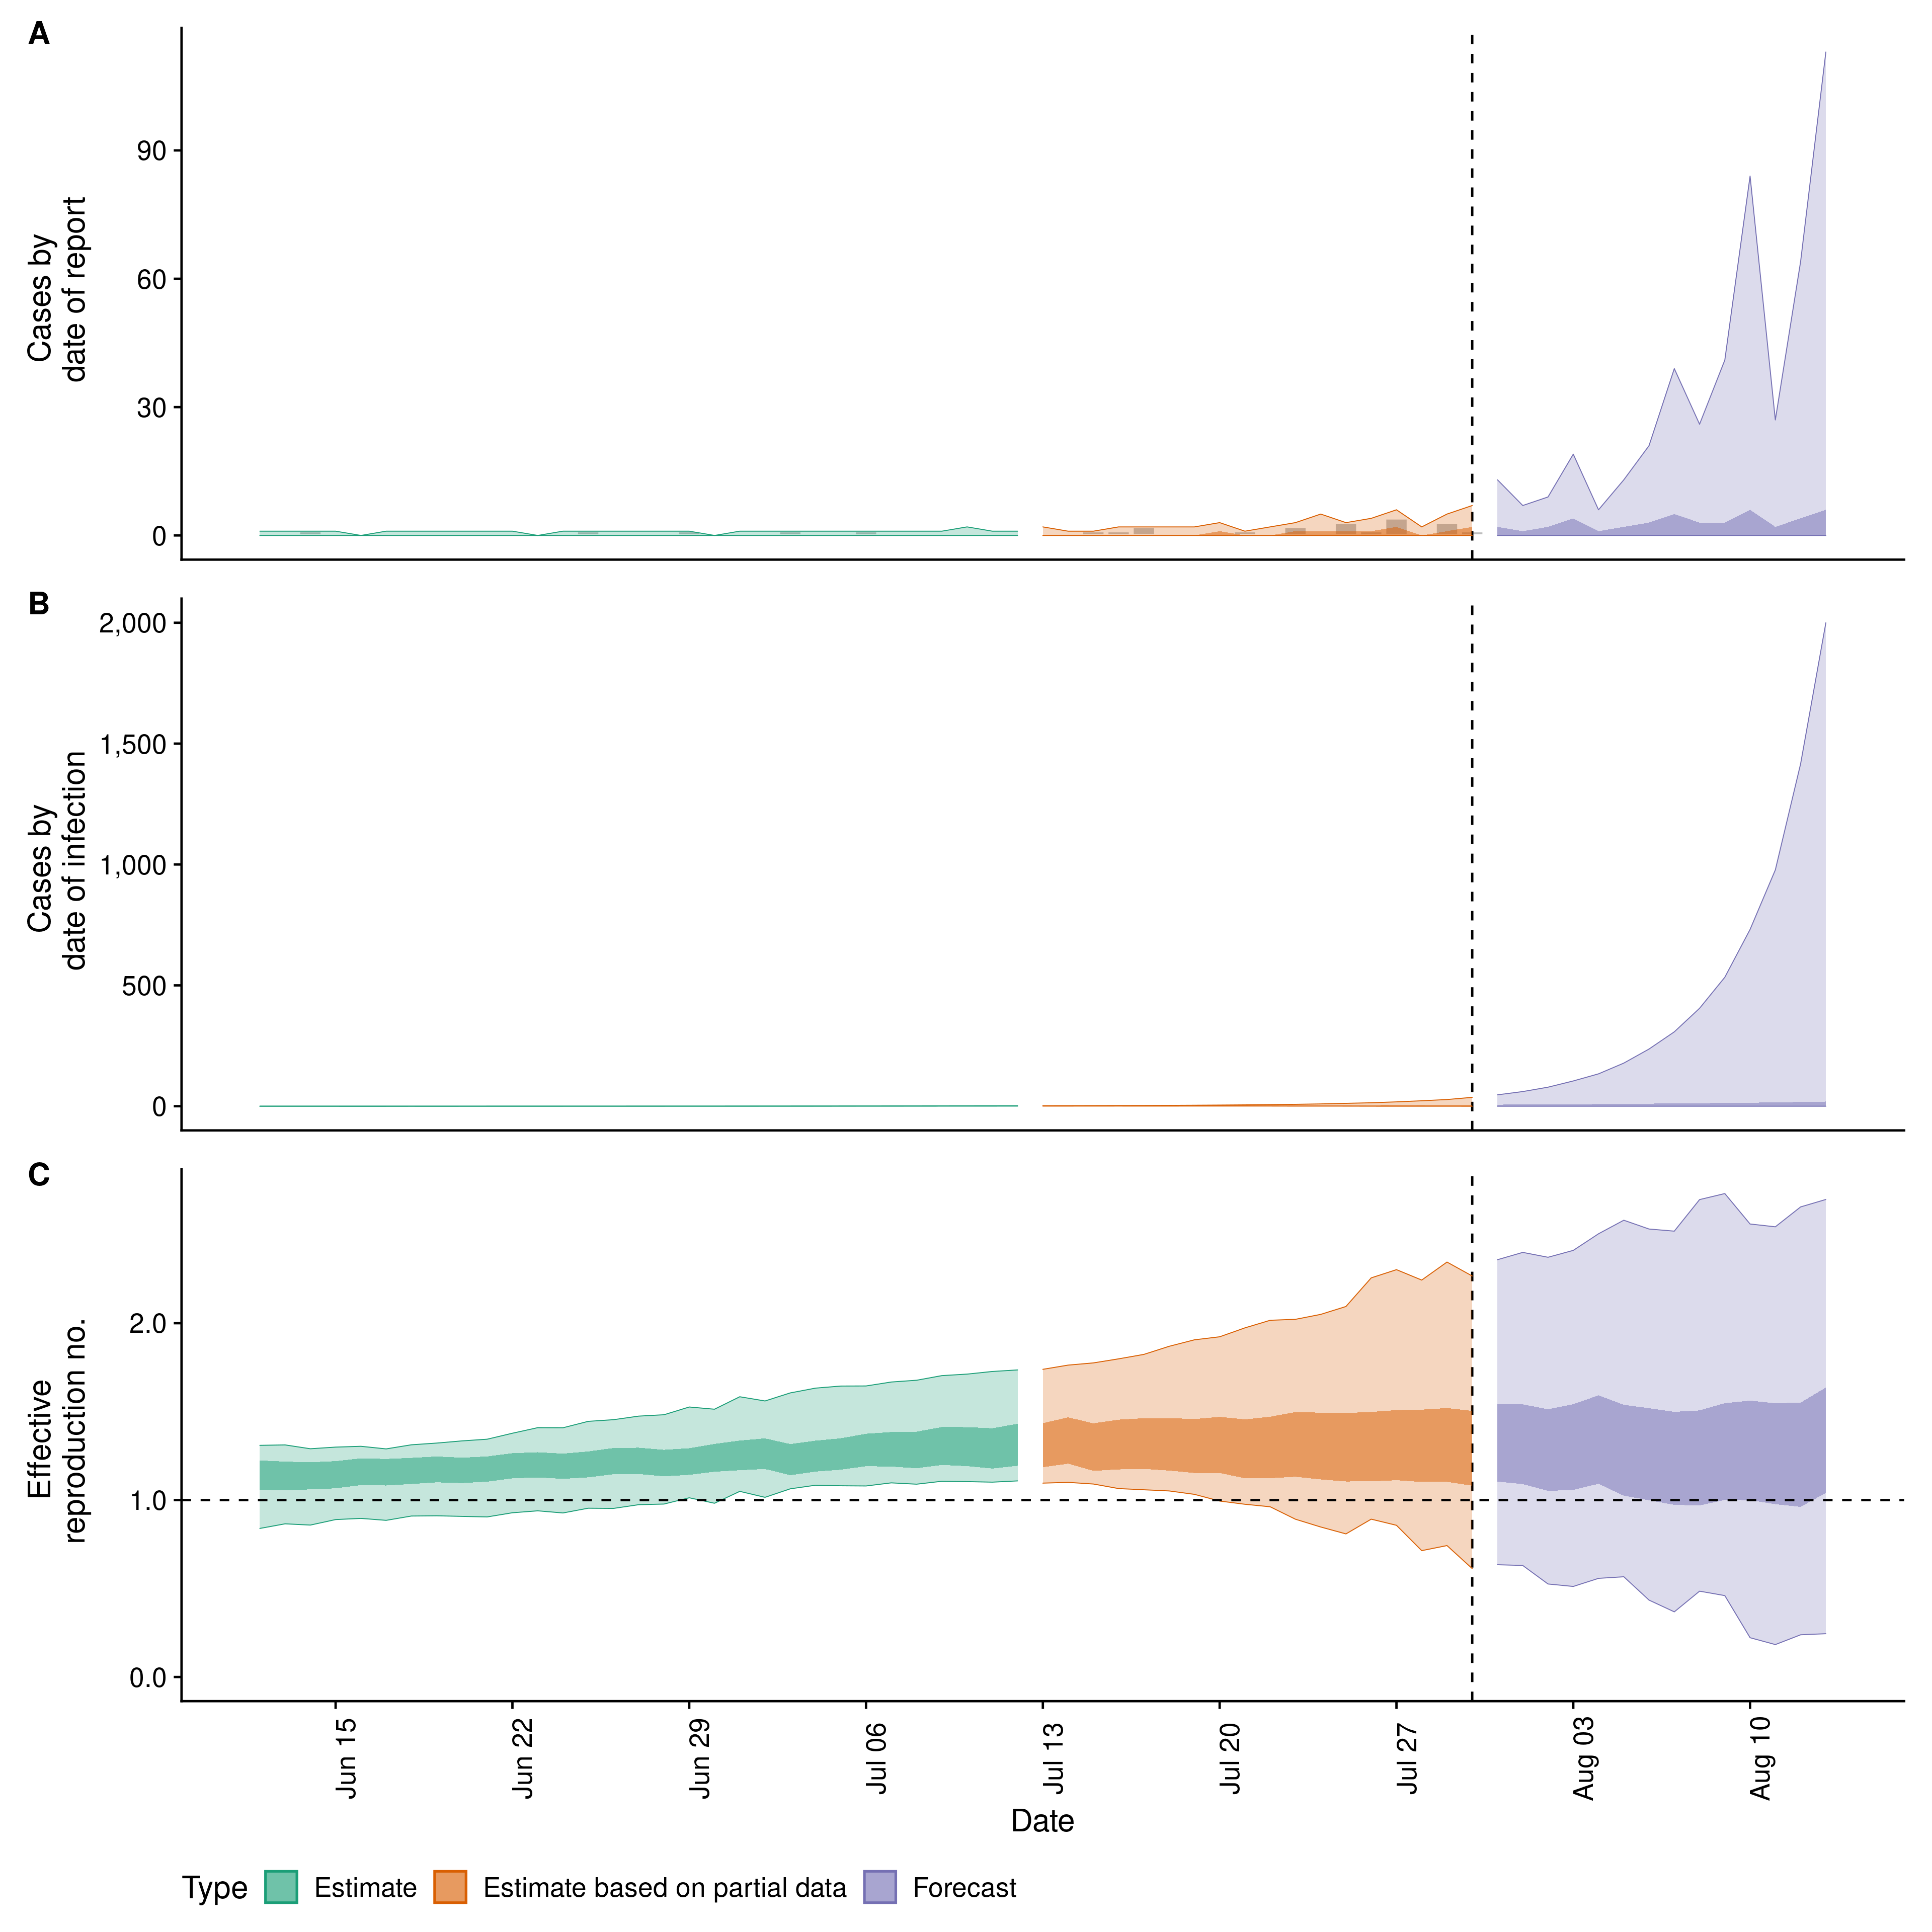 A
Cases by
date of report
90
60
30
0
B
Cases by
date of infection
2,000
1,500
1,000
500
0
C
Effective
reproduction no.
2.0
1.0
0.0
Jun 15
Jun 22
Jun 29
Jul 06
Jul 13
Jul 20
Jul 27
Aug 03
Aug 10
Date
Type Estimate Estimate based on partial data Forecast